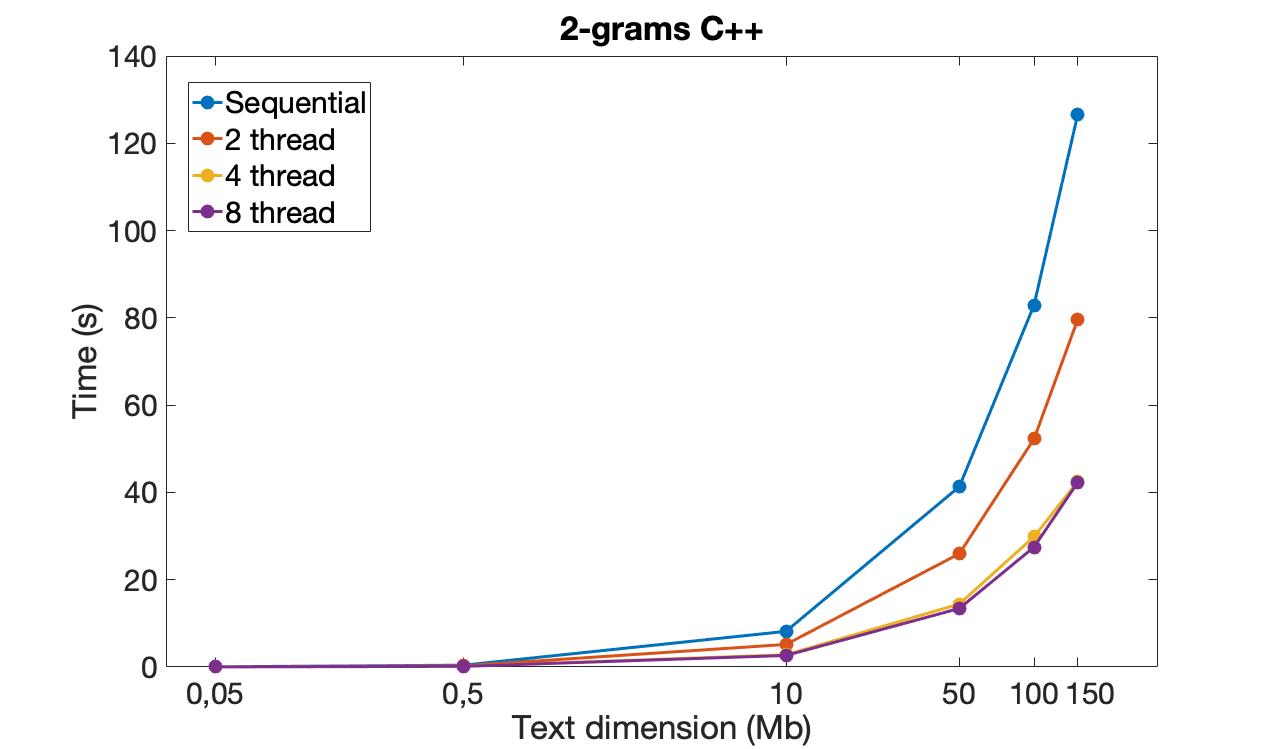 2-grams C++
140
120
100
80
60
40
20
0
Time (s)
Sequential
2 thread
4 thread
8 thread
0,05 0,5 10 50 100 150
Text dimension (Mb)